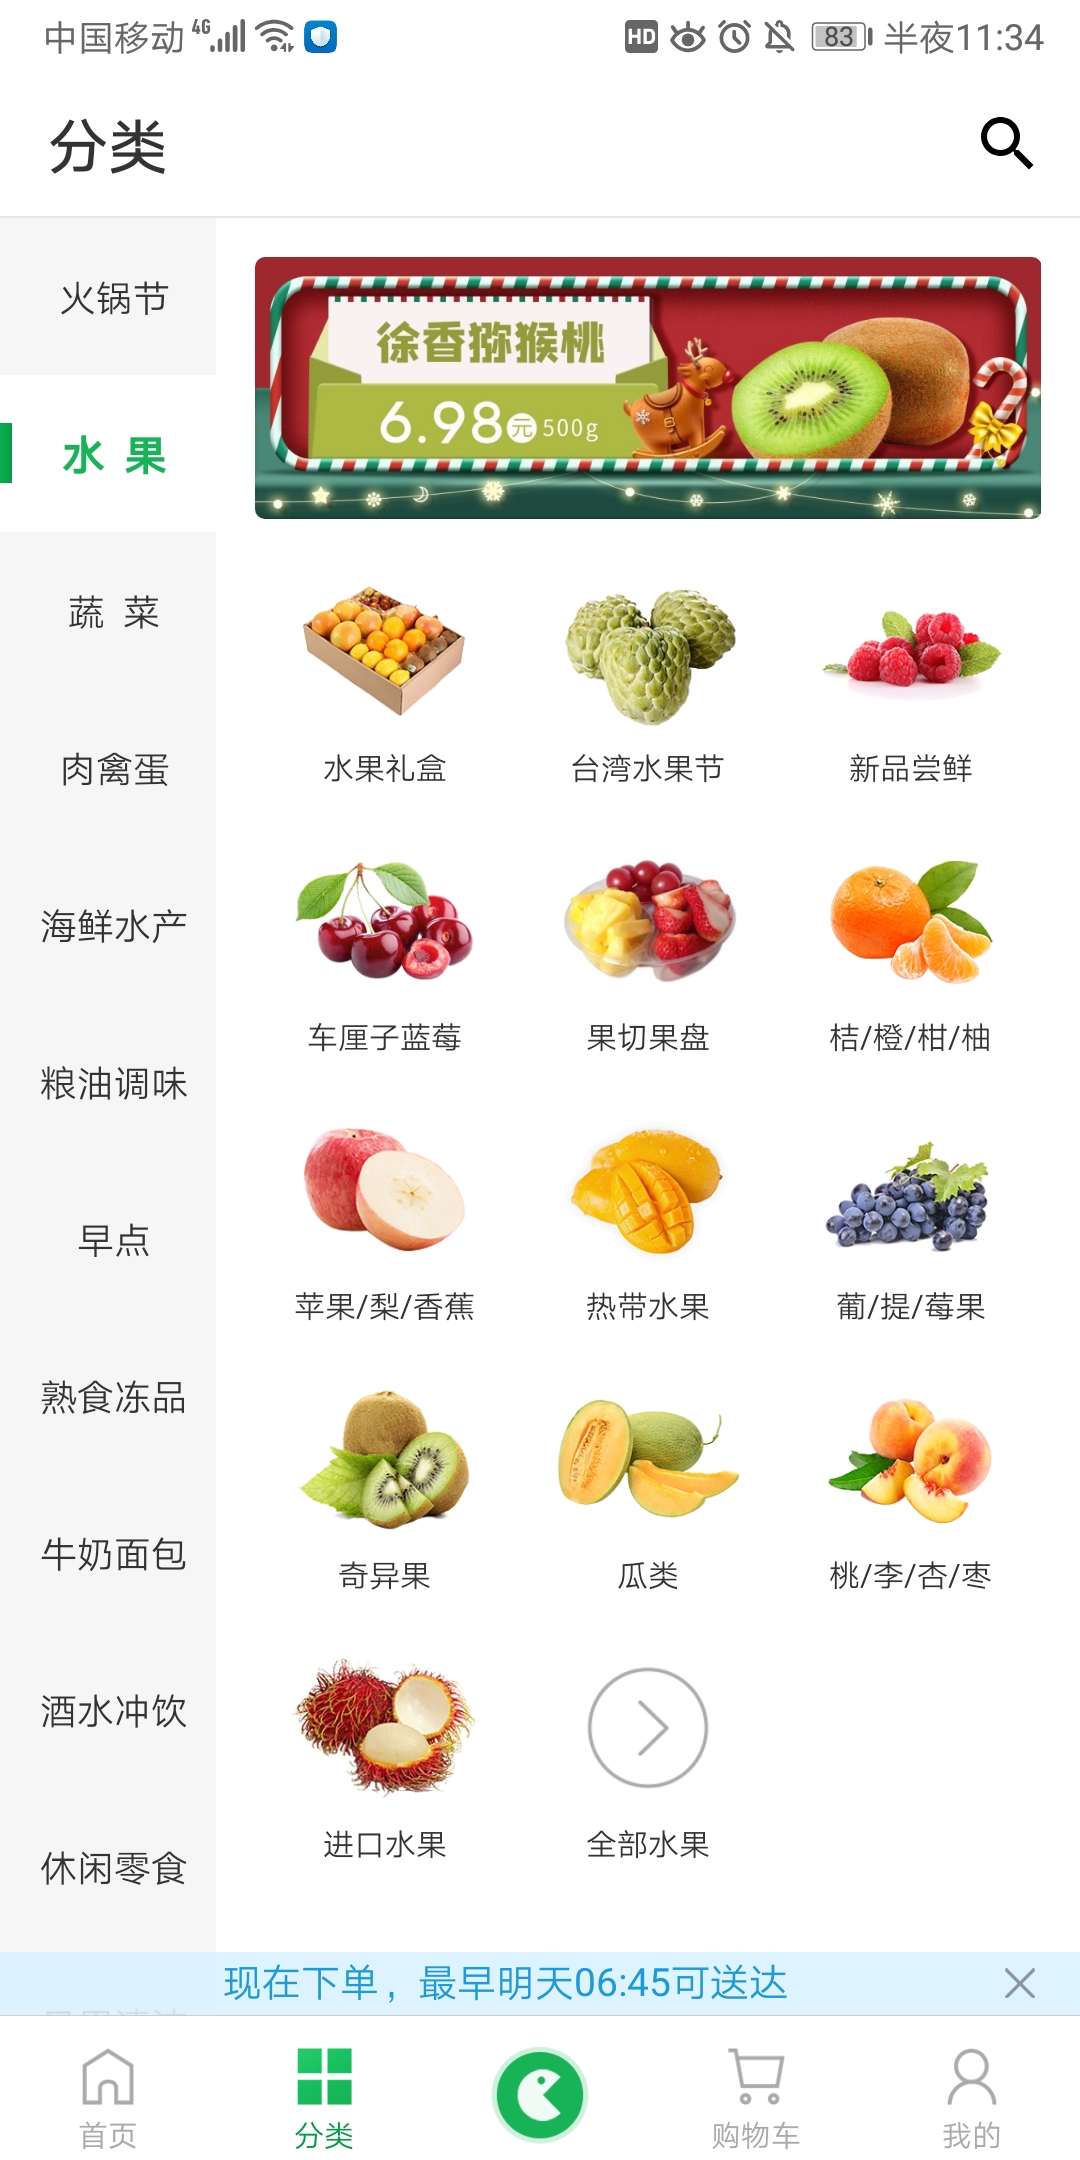 中国移动 4G HD 83 半夜11:34
分类
火锅节
水 果
蔬 菜
肉禽蛋
海鲜水产
粮油调味
早点
熟食冻品
牛奶面包
酒水冲饮
休闲零食
徐香猕猴桃
6.98元500g
水果礼盒 台湾水果节 新品尝鲜
车厘子蓝莓 果切果盘 桔/橙/柑/柚
苹果/梨/香蕉 热带水果 葡/提/莓果
奇异果 瓜类 桃/李/杏/枣
进口水果 全部水果
现在下单，最早明天06:45可送达
首页 分类 购物车 我的